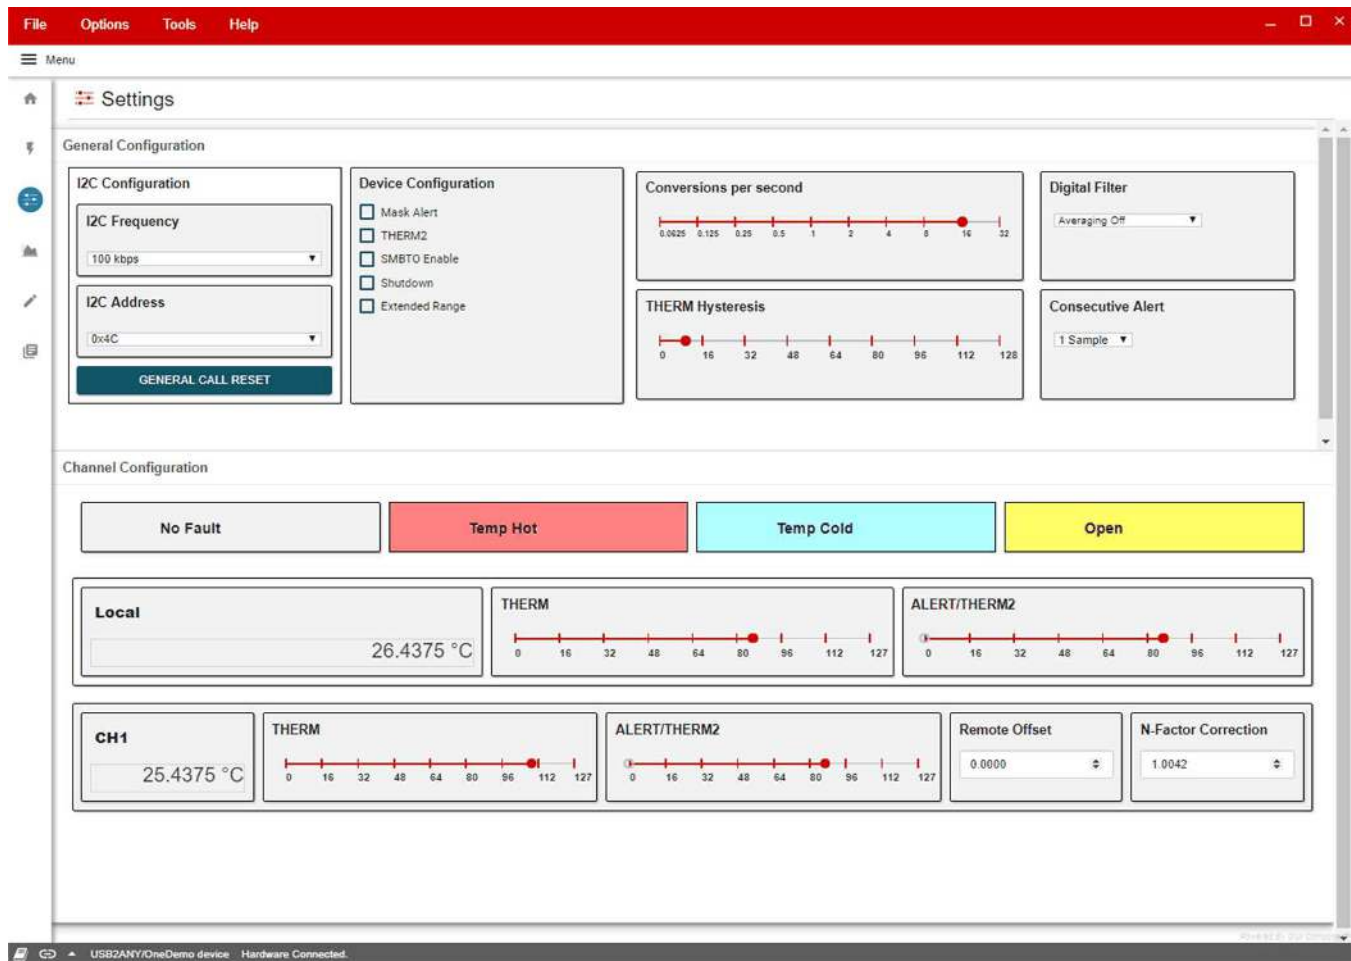 File Options Tools Help
Menu
Settings
General Configuration
I2C Configuration
I2C Frequency
100 kbps
I2C Address
0x4C
GENERAL CALL RESET
Device Configuration
Mask Alert
THERM2
SMBTO Enable
Shutdown
Extended Range
Conversions per second
0.0625 0.125 0.25 0.5 1 2 4 8 16 32
THERM Hysteresis
0 16 32 48 64 80 96 112 128
Digital Filter
Averaging Off
Consecutive Alert
1 Sample
Channel Configuration
No Fault Temp Hot Temp Cold Open
Local
26.4375 °C
THERM
0 16 32 48 64 80 96 112 127
ALERT/THERM2
0 16 32 48 64 80 96 112 127
CH1
25.4375 °C
THERM
0 16 32 48 64 80 96 112 127
ALERT/THERM2
0 16 32 48 64 80 96 112 127
Remote Offset
0.0000
N-Factor Correction
1.0042
USB2ANY/OneDemo device Hardware Connected.